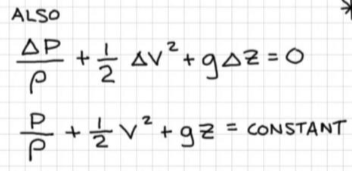 ALSO
ΔP/ρ + 1/2 ΔV² + gΔZ = 0
P/ρ + 1/2 V² + gZ = CONSTANT